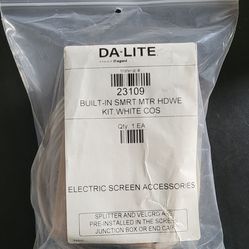 DA-LITE
Material #
23109
BUILT-IN SMRT MTR HDWE
KIT WHITE COS
Qty. 1 EA
ELECTRIC SCREEN ACCESSORIES
SPLITTER AND VELCRO ARE
PRE-INSTALLED IN THE SCREEN
JUNCTION BOX OR END CAP